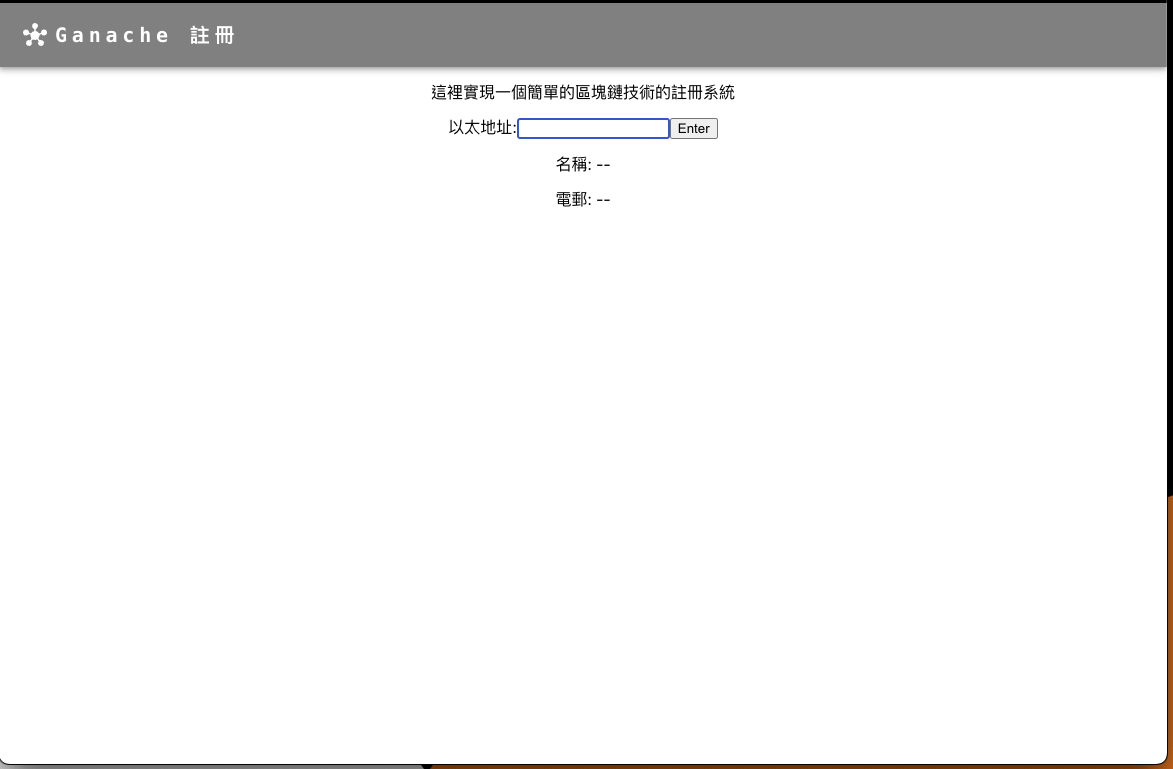 Ganache 註冊
這裡實現一個簡單的區塊鏈技術的註冊系統
以太地址: Enter
名稱: --
電郵: --